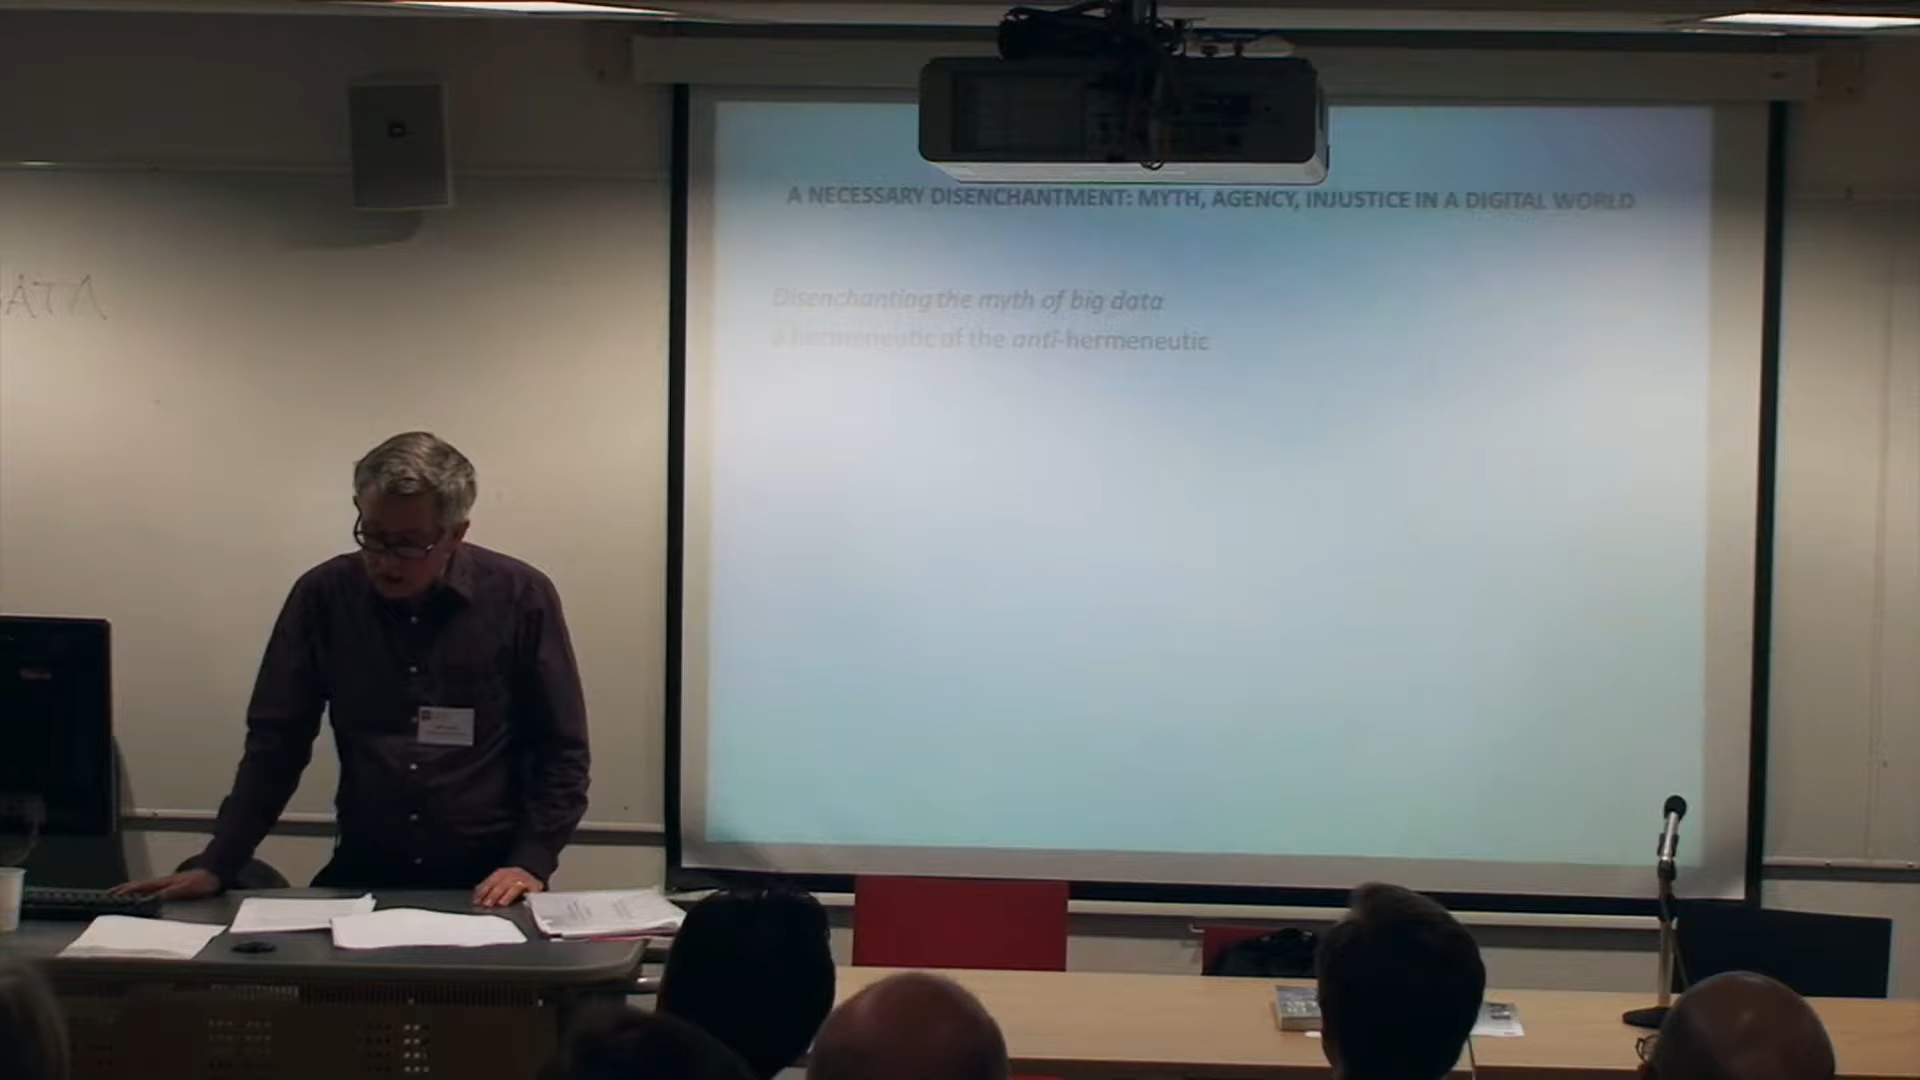 A NECESSARY DISENCHANTMENT: MYTH, AGENCY, INJUSTICE IN A DIGITAL WORLD
Disenchanting the myth of big data
a hermeneutic of the anti-hermeneutic